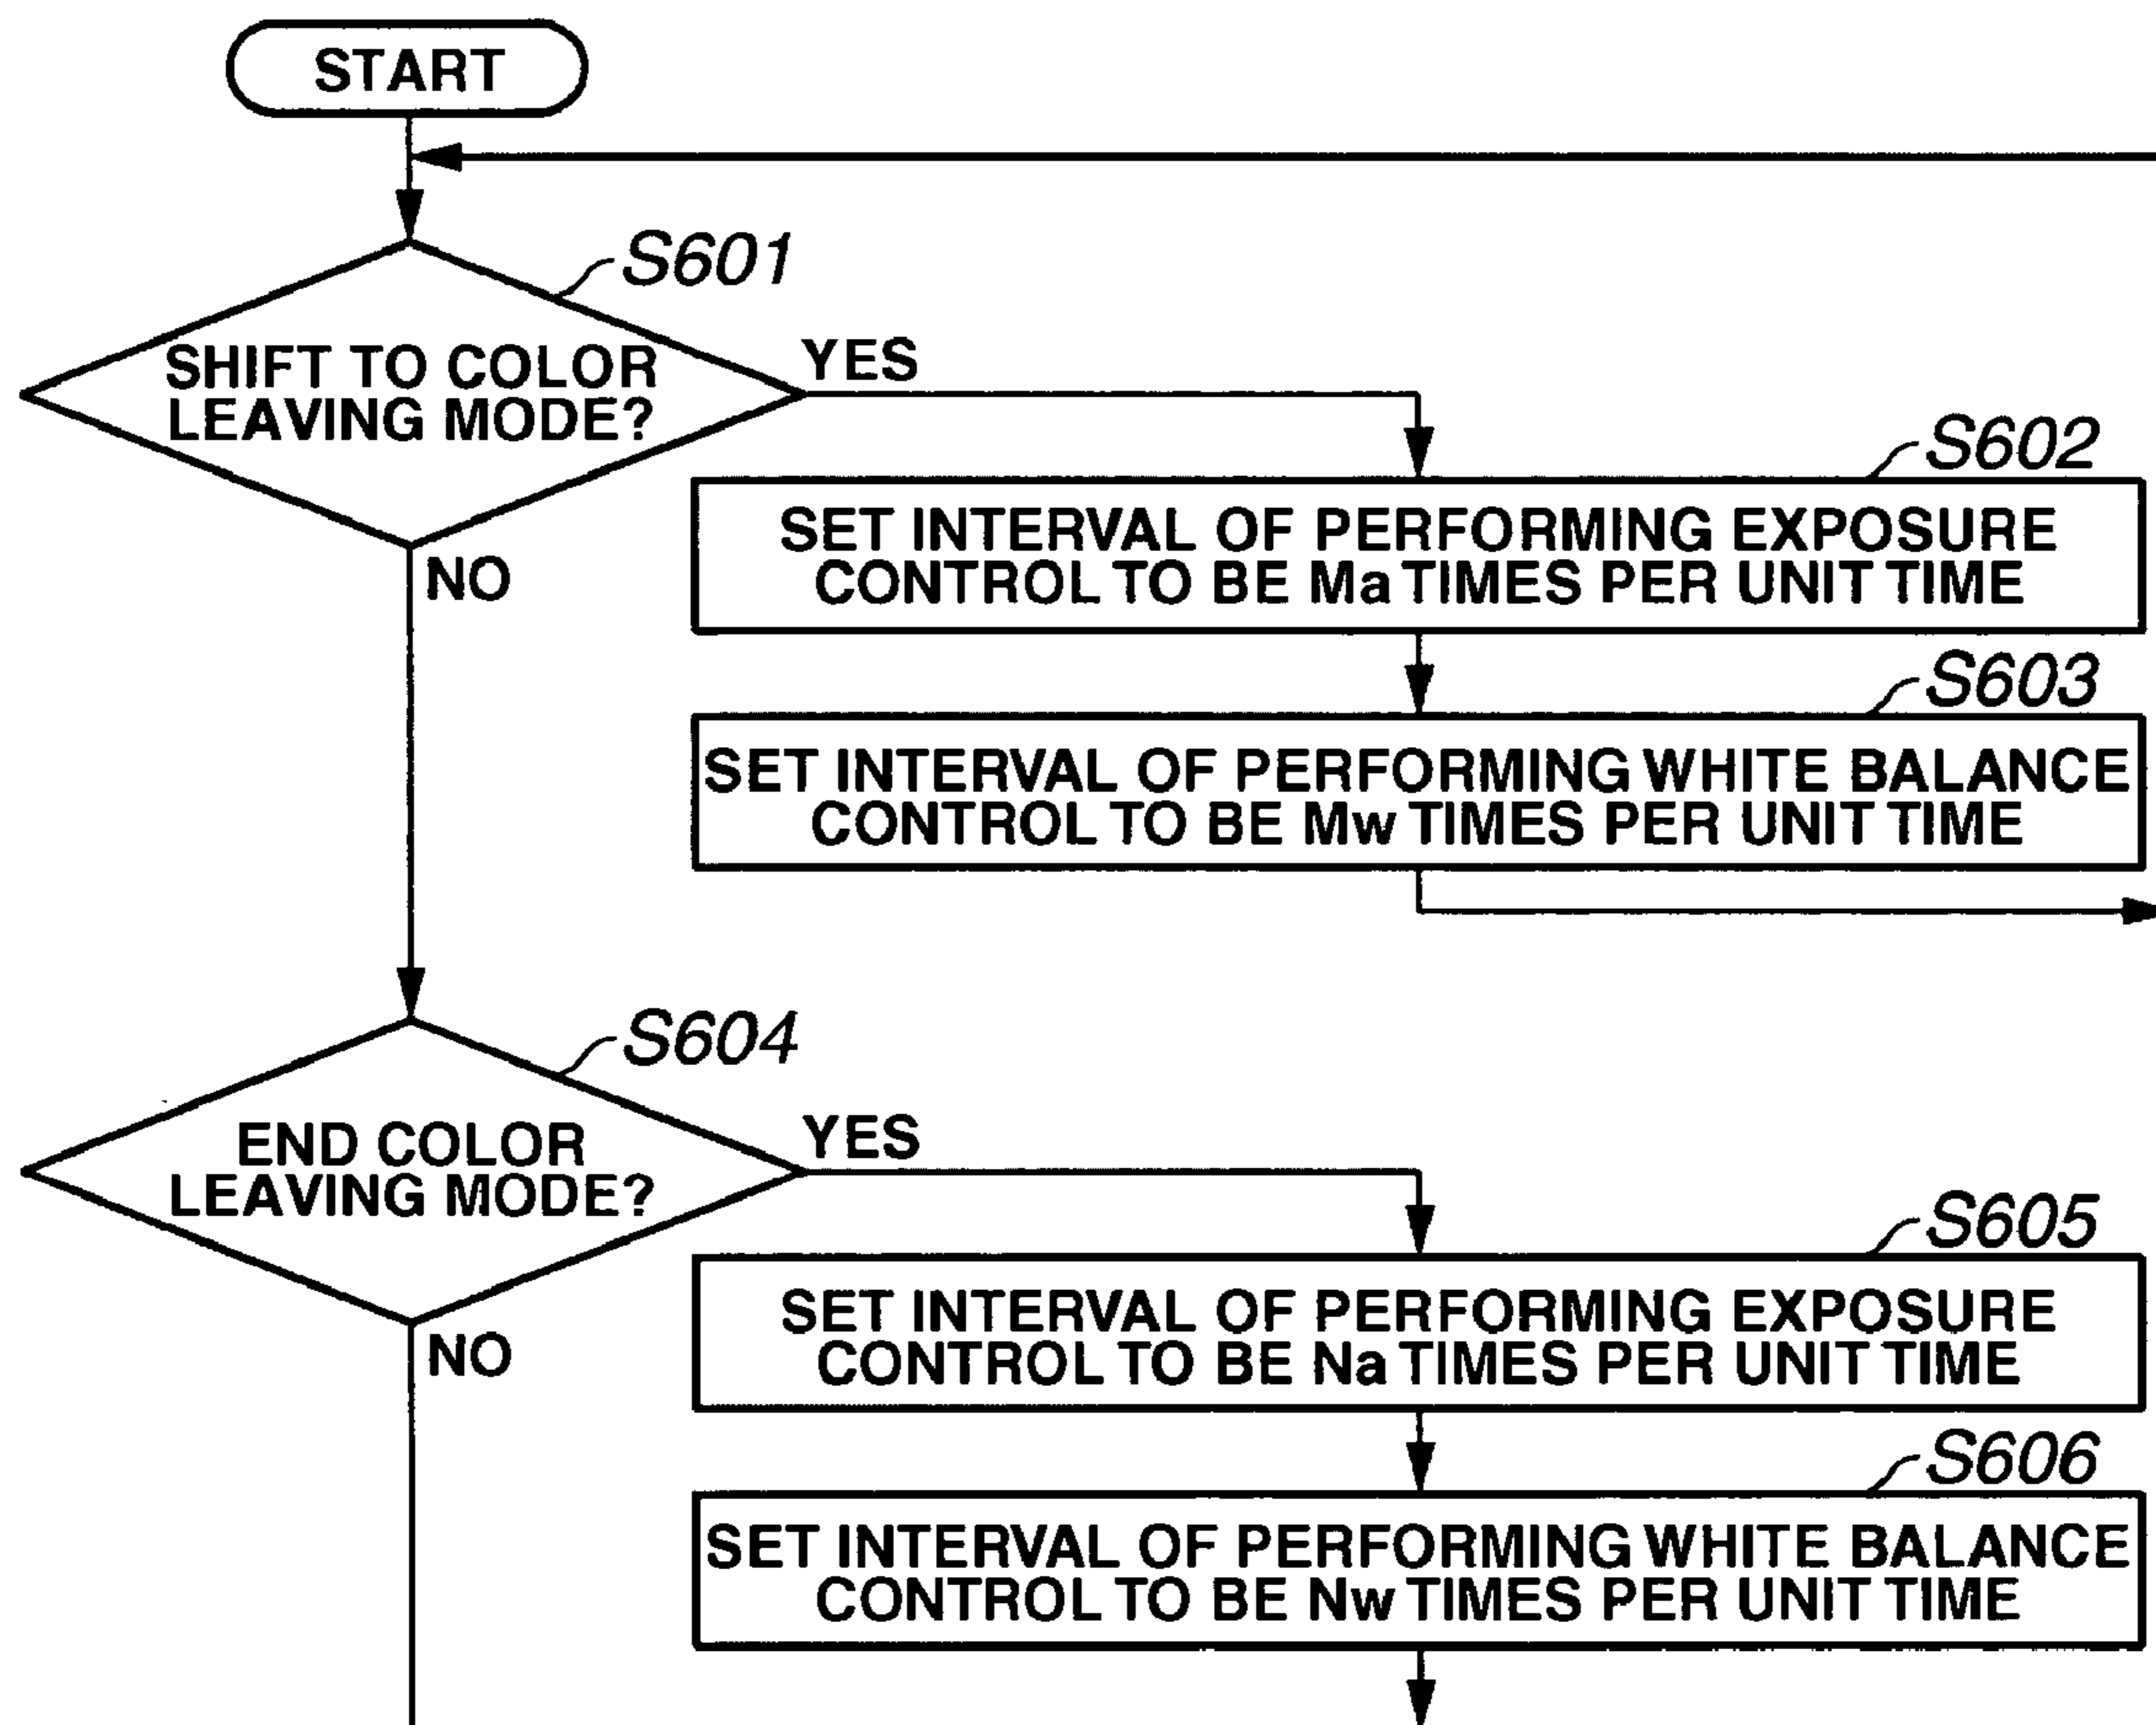 START
S601
SHIFT TO COLOR
LEAVING MODE?
YES
NO
S602
SET INTERVAL OF PERFORMING EXPOSURE
CONTROL TO BE Ma TIMES PER UNIT TIME
S603
SET INTERVAL OF PERFORMING WHITE BALANCE
CONTROL TO BE Mw TIMES PER UNIT TIME
S604
END COLOR
LEAVING MODE?
YES
NO
S605
SET INTERVAL OF PERFORMING EXPOSURE
CONTROL TO BE Na TIMES PER UNIT TIME
S606
SET INTERVAL OF PERFORMING WHITE BALANCE
CONTROL TO BE Nw TIMES PER UNIT TIME